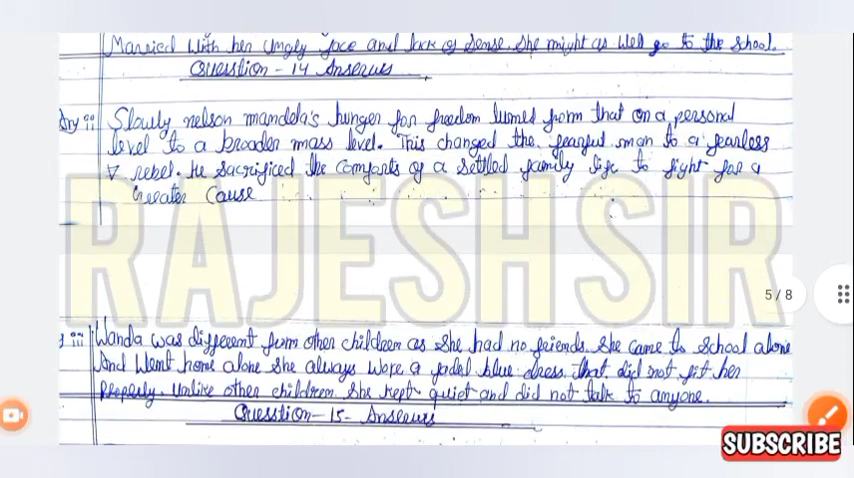 Married with her Ungly face and lack of sense. She might as well go to the school.
Quesstion - 14 Anserus
Ans ii Slowly nelson mandela's hunger for freedom turned from that on a personal
level to a broader mass level. This changed the fearful man to a fearless
rebel. He Sacrificed the Comforts of a Settled family life to fight for a
Greater Cause
RAJESH SIR
5 / 8
iii Wanda was different from other children as She had no friends. She came to School alone
And Went home alone She always wore a faded blue dress That did not fit her
Properly. Unlike other children She kept quiet and did not talk to anyone.
Quesstion - 15 - Anserus
SUBSCRIBE